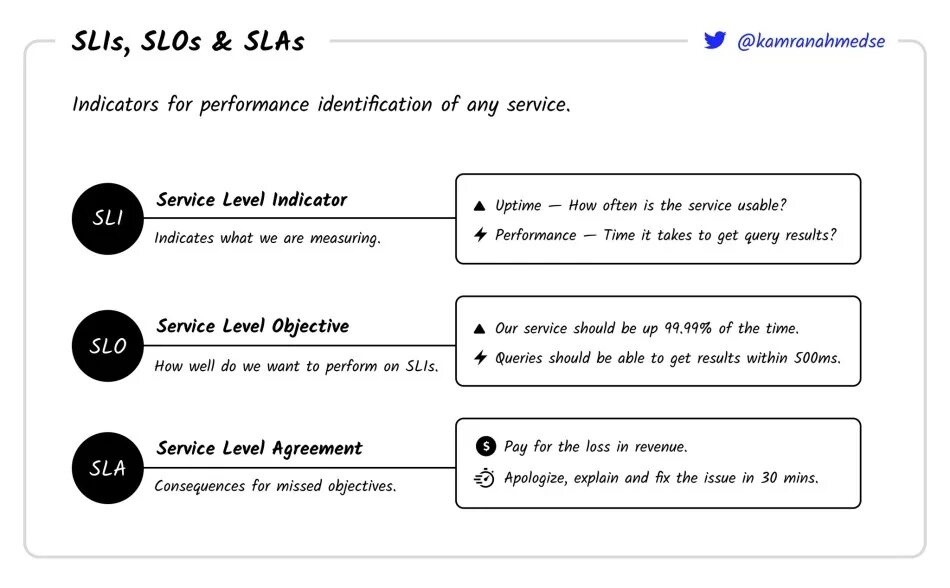 SLIs, SLOs & SLAs
@kamranahmedse
Indicators for performance identification of any service.
SLI
Service Level Indicator
Indicates what we are measuring.
Uptime — How often is the service usable?
Performance — Time it takes to get query results?
SLO
Service Level Objective
How well do we want to perform on SLIs.
Our service should be up 99.99% of the time.
Queries should be able to get results within 500ms.
SLA
Service Level Agreement
Consequences for missed objectives.
$ Pay for the loss in revenue.
Apologize, explain and fix the issue in 30 mins.